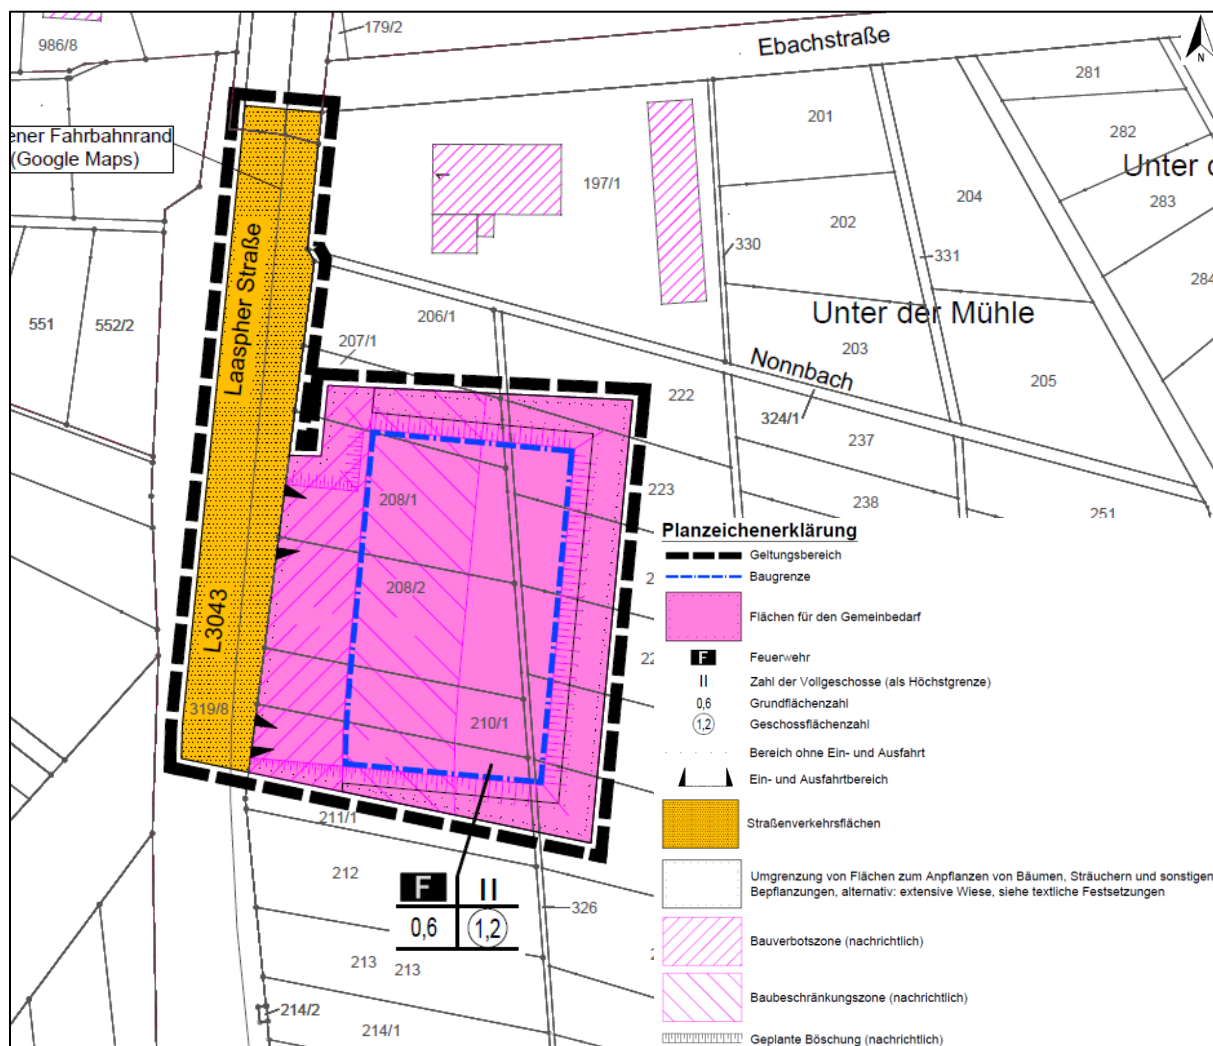 179/2
986/8
Ebachstraße
N
281
201
282
ener Fahrbahnrand
(Google Maps)
Unter d
1
197/1
204
283
202
330
331
284
Laaspher Straße
206/1
Unter der Mühle
551
552/2
207/1
203
Nonnbach
205
222
324/1
237
223
238
251
208/1
208/2
L3043
319/8
210/1
211/1
212
326
213
213
214/2
214/1
F
II
0,6
1,2
Planzeichenerklärung
Geltungsbereich
Baugrenze
Flächen für den Gemeinbedarf
F
Feuerwehr
II
Zahl der Vollgeschosse (als Höchstgrenze)
0,6
Grundflächenzahl
1,2
Geschossflächenzahl
Bereich ohne Ein- und Ausfahrt
Ein- und Ausfahrtbereich
Straßenverkehrsflächen
Umgrenzung von Flächen zum Anpflanzen von Bäumen, Sträuchern und sonstigen
Bepflanzungen, alternativ: extensive Wiese, siehe textliche Festsetzungen
Bauverbotszone (nachrichtlich)
Baubeschränkungszone (nachrichtlich)
Geplante Böschung (nachrichtlich)